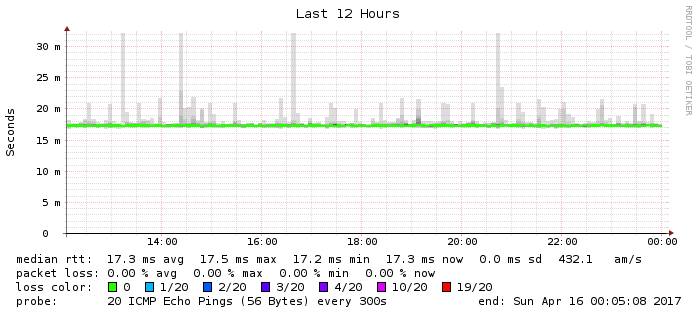 Last 12 Hours
RRDTOOL / TOBI OETIKER
Seconds
30 m
25 m
20 m
15 m
10 m
5 m
0
14:00 16:00 18:00 20:00 22:00 00:00
median rtt: 17.3 ms avg 17.5 ms max 17.2 ms min 17.3 ms now 0.0 ms sd 432.1 am/s
packet loss: 0.00 % avg 0.00 % max 0.00 % min 0.00 % now
loss color: 0 1/20 2/20 3/20 4/20 10/20 19/20
probe: 20 ICMP Echo Pings (56 Bytes) every 300s end: Sun Apr 16 00:05:08 2017